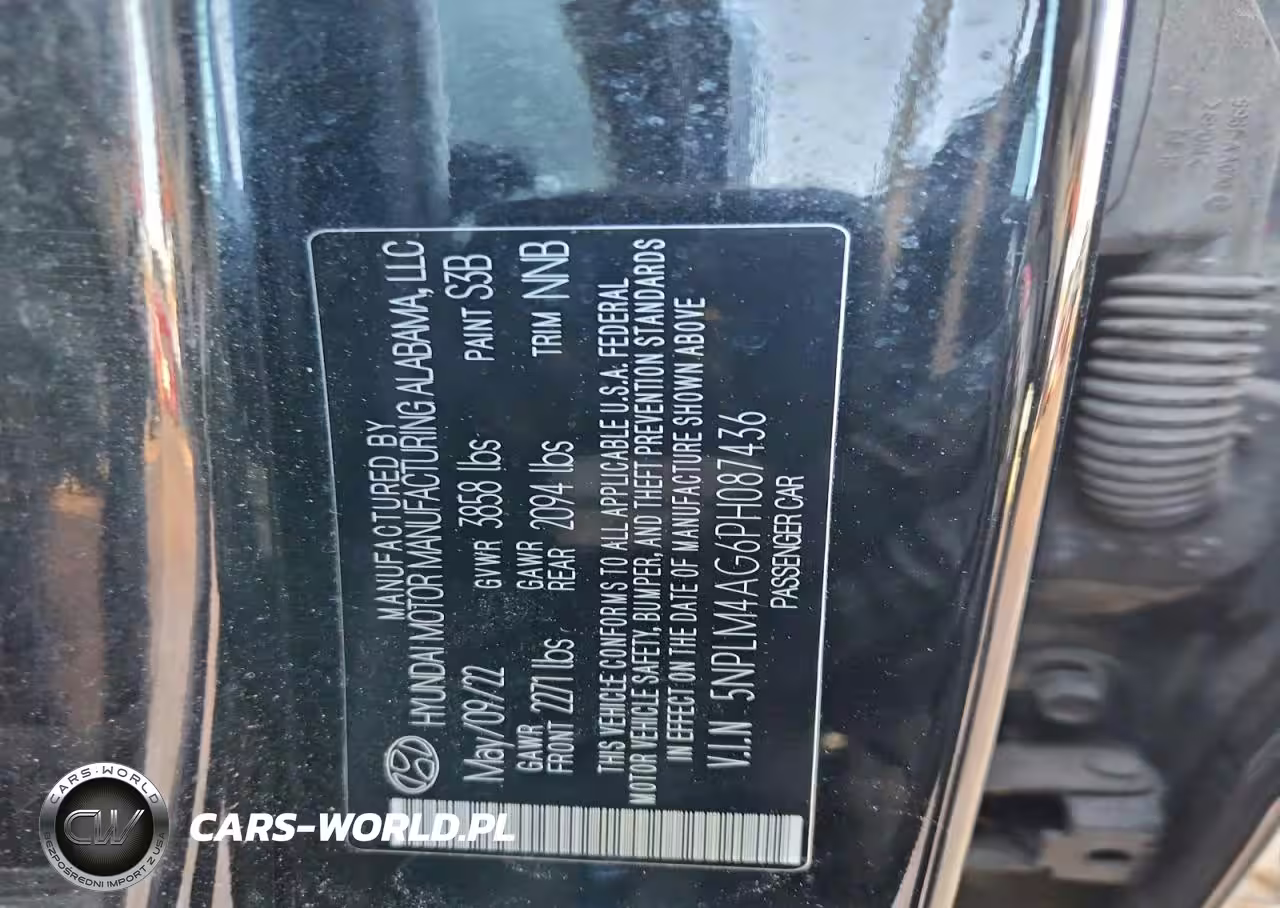 MANUFACTURED BY
HYUNDAI MOTOR MANUFACTURING ALABAMA, LLC
May/09/22 GVWR 3858 lbs PAINT S3B
GAWR FRONT 2271 lbs GAWR REAR 2094 lbs TRIM NNB
THIS VEHICLE CONFORMS TO ALL APPLICABLE U.S.A. FEDERAL
MOTOR VEHICLE SAFETY, BUMPER, AND THEFT PREVENTION STANDARDS
IN EFFECT ON THE DATE OF MANUFACTURE SHOWN ABOVE
V.I.N 5NPLM4AG6PH087436
PASSENGER CAR
CARS-WORLD
CW
BEZPOŚREDNI IMPORT Z USA
CARS-WORLD.PL